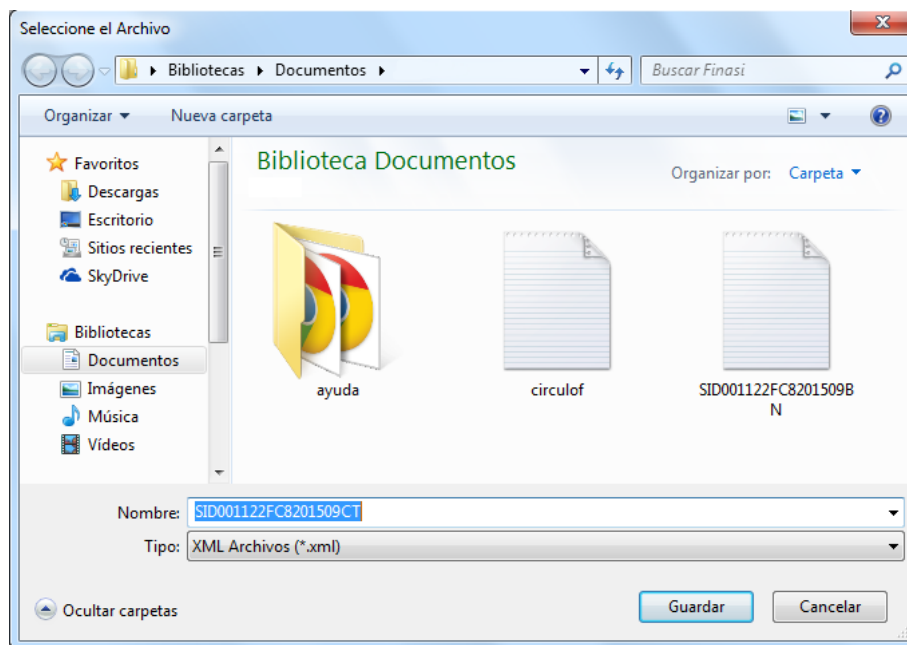 Seleccione el Archivo
Bibliotecas Documentos
Buscar Finasi
Organizar
Nueva carpeta
Favoritos
Descargas
Escritorio
Sitios recientes
SkyDrive
Bibliotecas
Documentos
Imágenes
Música
Vídeos
Biblioteca Documentos
Organizar por: Carpeta
ayuda
circulof
SID001122FC8201509B
N
Nombre: SID001122FC8201509CT
Tipo: XML Archivos (*.xml)
Ocultar carpetas
Guardar
Cancelar